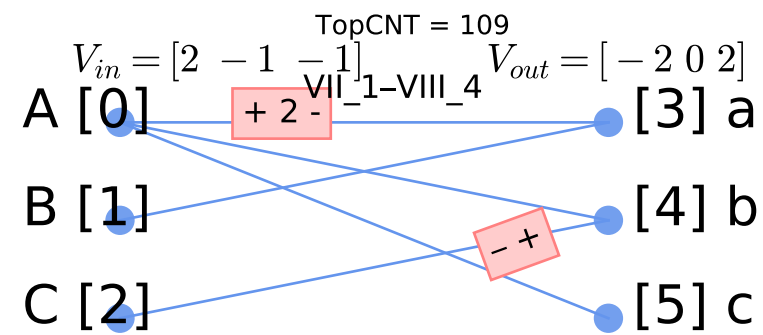 TopCNT = 109
V_in = [2 − 1 − 1] V_out = [− 2 0 2]
VII_1–VIII_4
A [0] + 2 - [3] a
B [1] [4] b
− +
C [2] [5] c